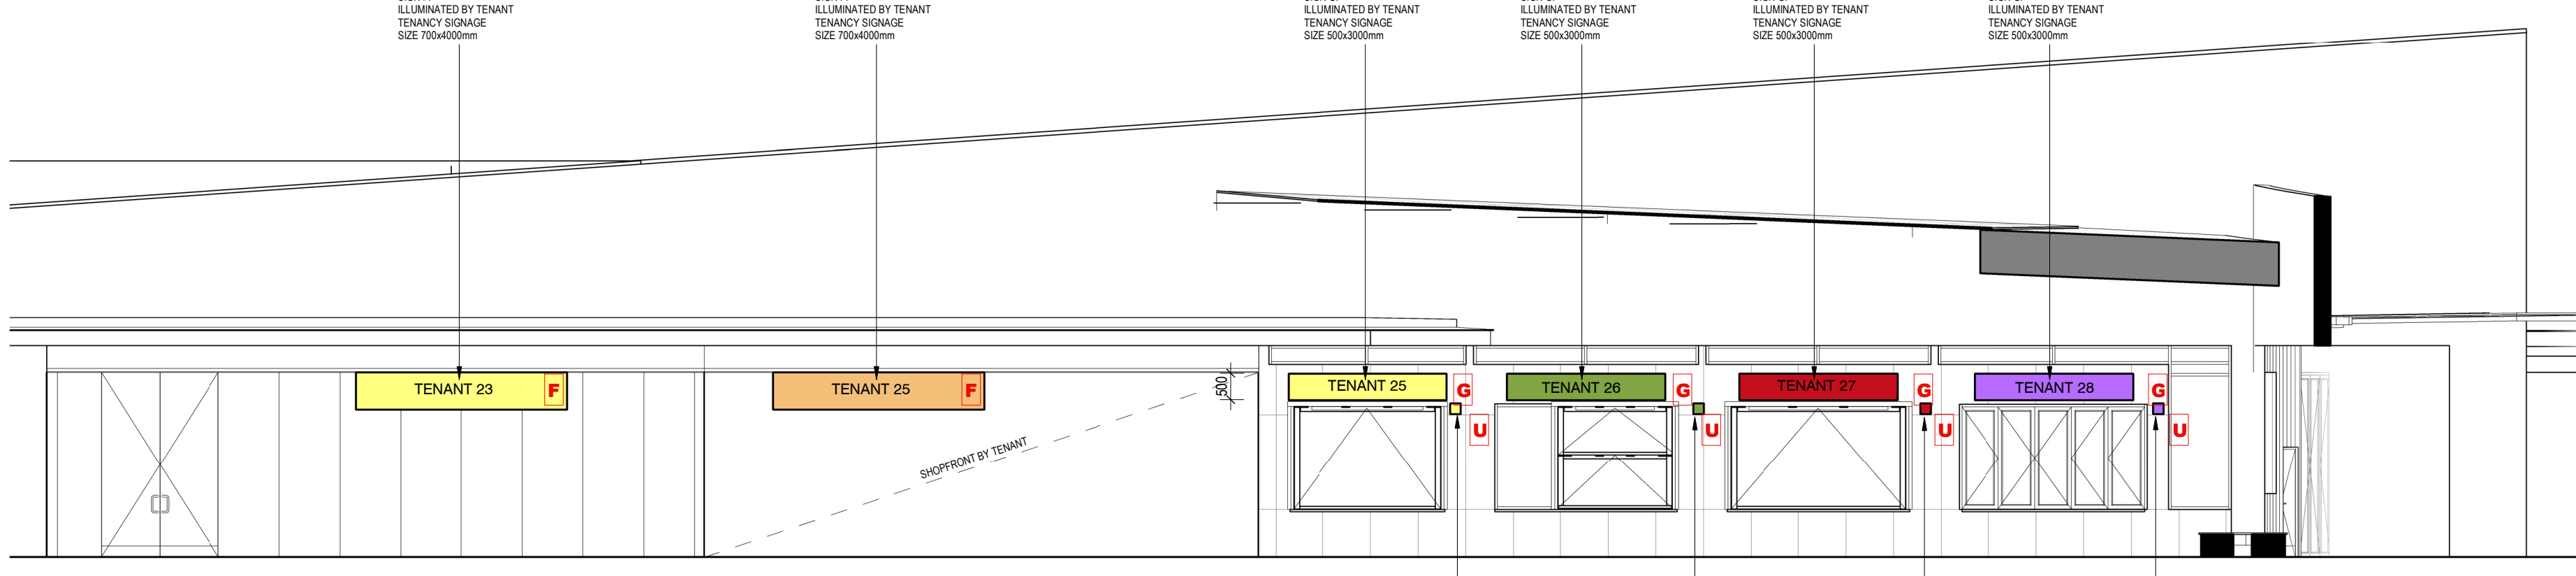 ILLUMINATED BY TENANT
TENANCY SIGNAGE
SIZE 700x4000mm
ILLUMINATED BY TENANT
TENANCY SIGNAGE
SIZE 700x4000mm
ILLUMINATED BY TENANT
TENANCY SIGNAGE
SIZE 500x3000mm
ILLUMINATED BY TENANT
TENANCY SIGNAGE
SIZE 500x3000mm
ILLUMINATED BY TENANT
TENANCY SIGNAGE
SIZE 500x3000mm
ILLUMINATED BY TENANT
TENANCY SIGNAGE
SIZE 500x3000mm
TENANT 23
F
TENANT 25
F
500
TENANT 25
G
TENANT 26
G
TENANT 27
G
TENANT 28
G
U
U
U
U
SHOPFRONT BY TENANT